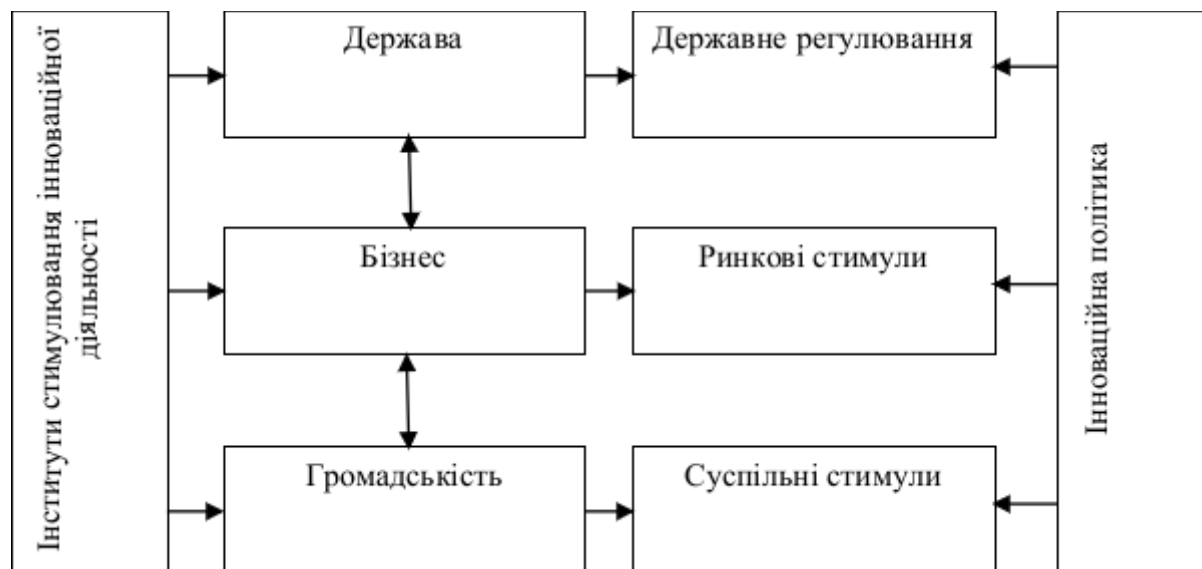 Інститути стимулювання інноваційної
діяльності
Держава
Державне регулювання
Бізнес
Ринкові стимули
Громадськість
Суспільні стимули
Інноваційна політика